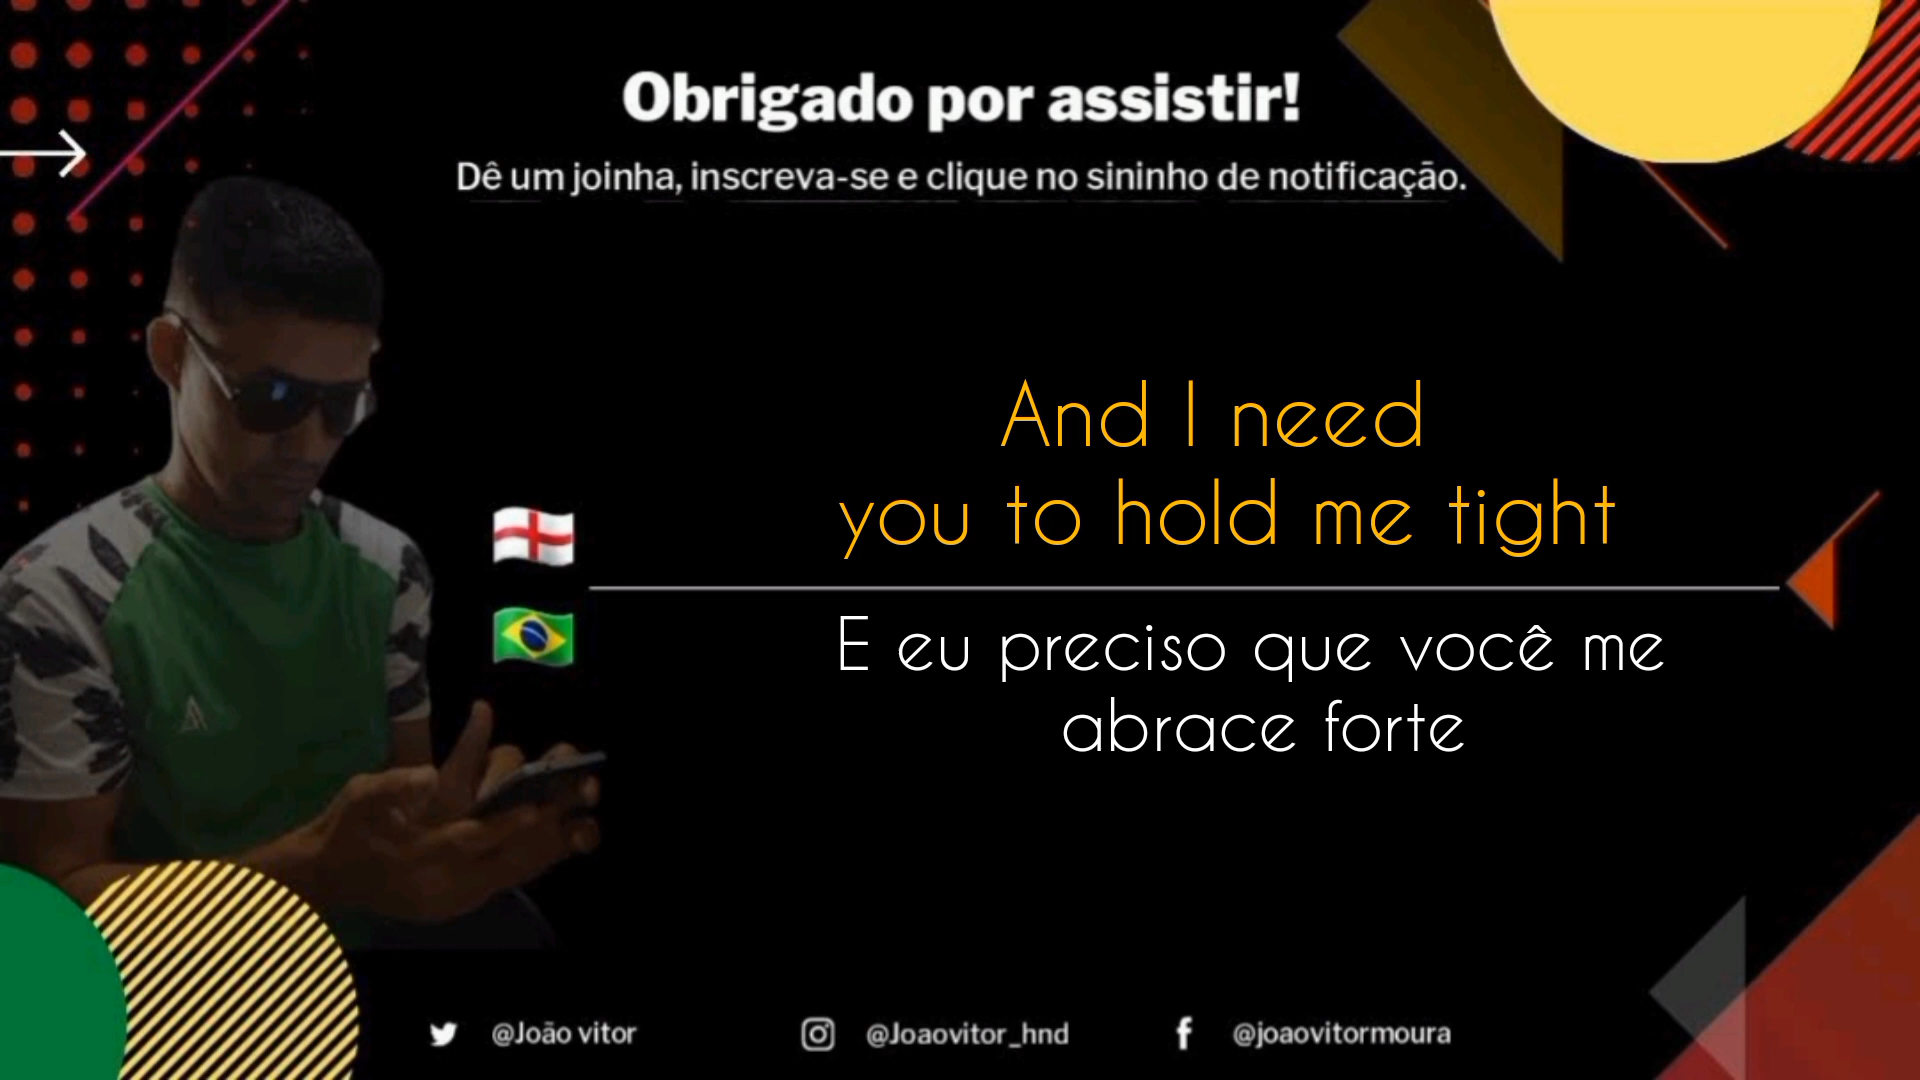 Obrigado por assistir!
Dê um joinha, inscreva-se e clique no sininho de notificação.
And I need
you to hold me tight
E eu preciso que você me
abrace forte
@João vitor
@Joaovitor_hnd
@joaovitormoura